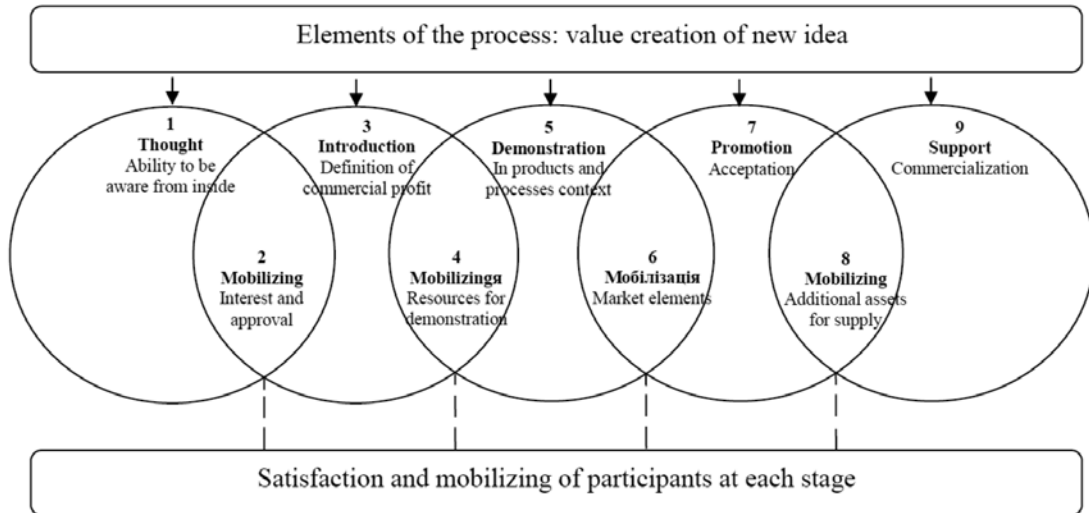 Elements of the process: value creation of new idea
1
Thought
Ability to be
aware from inside
3
Introduction
Definition of
commercial profit
5
Demonstration
In products and
processes context
7
Promotion
Acceptation
9
Support
Commercialization
2
Mobilizing
Interest and
approval
4
Mobilizingя
Resources for
demonstration
6
Мобілізація
Market elements
8
Mobilizing
Additional assets
for supply
Satisfaction and mobilizing of participants at each stage